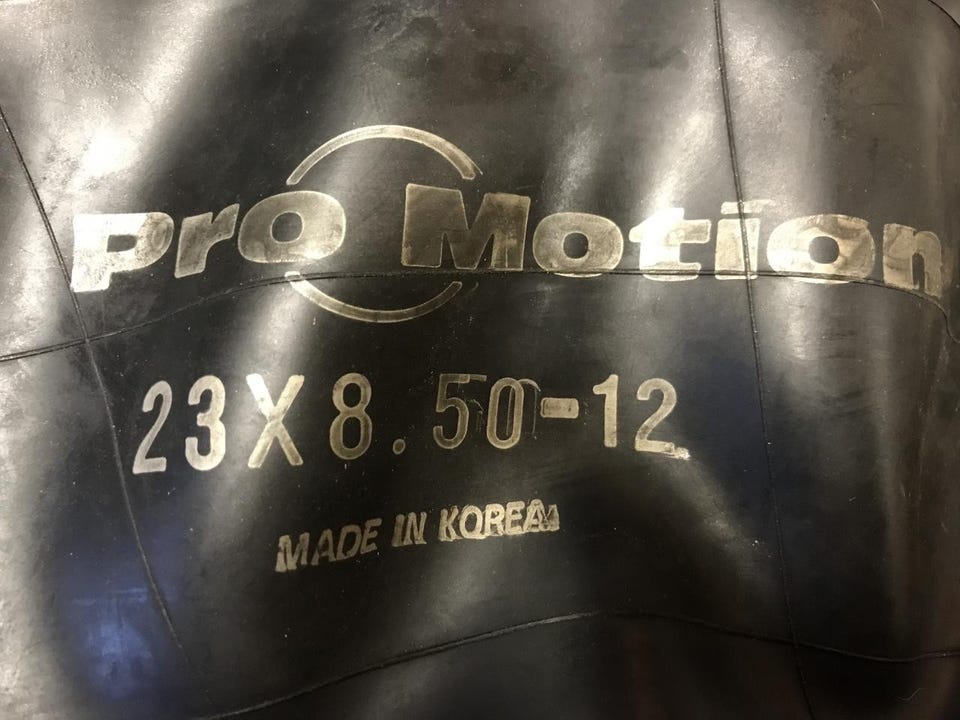 Pro Motion
23X8.50-12
MADE IN KOREA